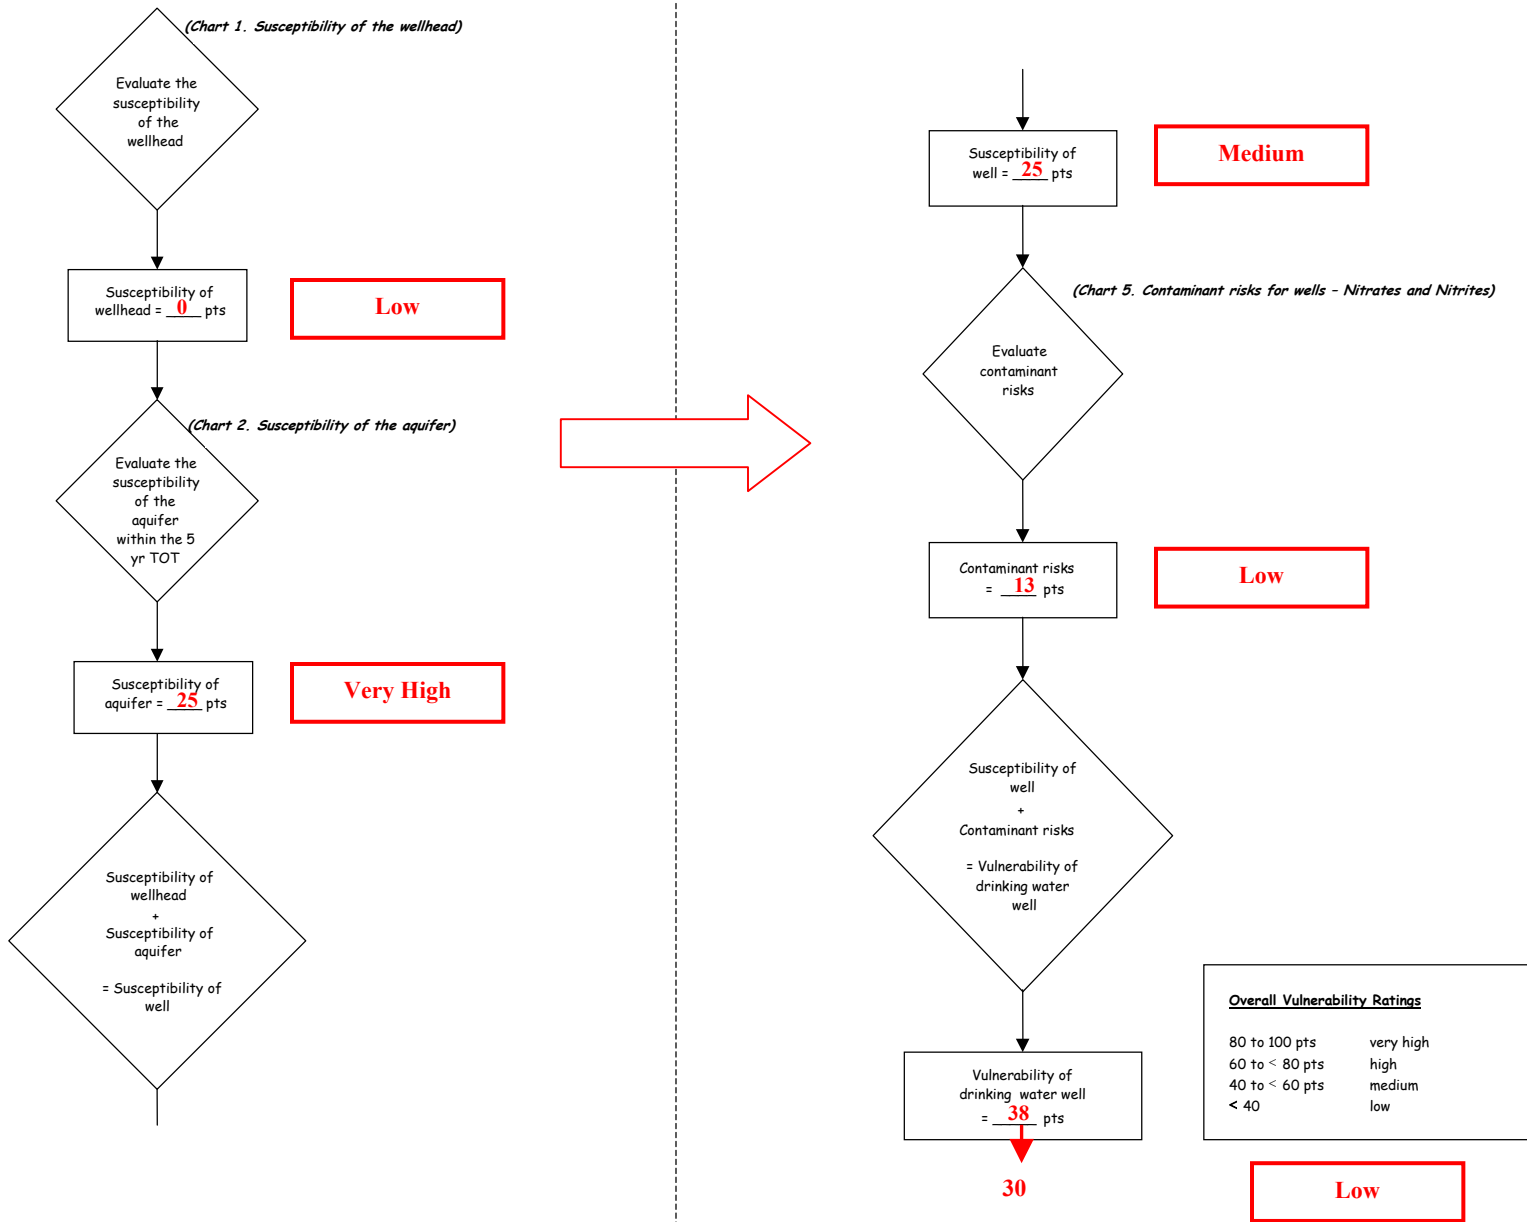 (Chart 1. Susceptibility of the wellhead)
Evaluate the
susceptibility
of the
wellhead
Susceptibility of
wellhead = 0 pts
Low
(Chart 2. Susceptibility of the aquifer)
Evaluate the
susceptibility
of the
aquifer
within the 5
yr TOT
Susceptibility of
aquifer = 25 pts
Very High
Susceptibility of
wellhead
+
Susceptibility of
aquifer
= Susceptibility of
well
Susceptibility of
well = 25 pts
Medium
(Chart 5. Contaminant risks for wells – Nitrates and Nitrites)
Evaluate
contaminant
risks
Contaminant risks
= 13 pts
Low
Susceptibility of
well
+
Contaminant risks
= Vulnerability of
drinking water
well
Vulnerability of
drinking water well
= 38 pts
30
Overall Vulnerability Ratings
80 to 100 pts very high
60 to < 80 pts high
40 to < 60 pts medium
< 40 low
Low